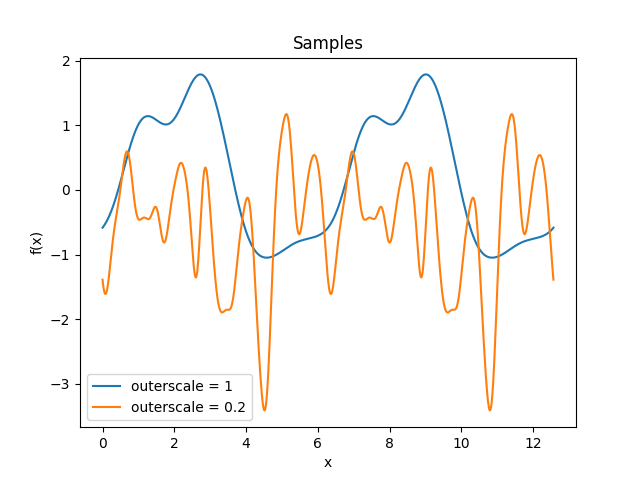 Samples
f(x)
2
1
0
−1
−2
−3
outerscale = 1
outerscale = 0.2
0 2 4 6 8 10 12
x